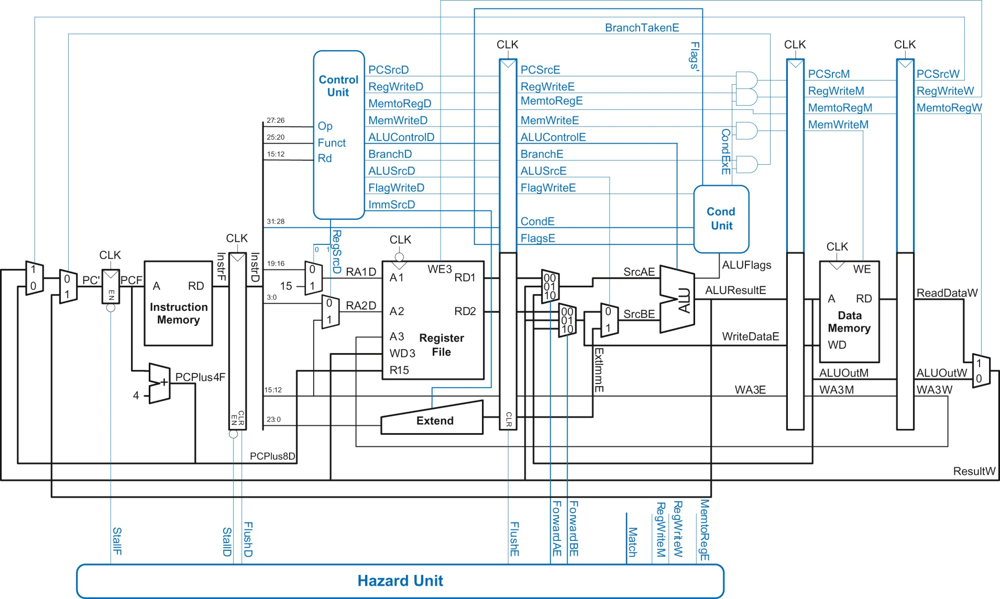 BranchTakenE
CLK
CLK
CLK
Flags'
Control
Unit
Op
Funct
Rd
PCSrcD
RegWriteD
MemtoRegD
MemWriteD
ALUControlD
BranchD
ALUSrcD
FlagWriteD
ImmSrcD
PCSrcE
RegWriteE
MemtoRegE
MemWriteE
ALUControlE
BranchE
ALUSrcE
FlagWriteE
CondE
FlagsE
CondExE
Cond
Unit
PCSrcM
RegWriteM
MemtoRegM
MemWriteM
PCSrcW
RegWriteW
MemtoRegW
27:26
25:20
15:12
31:28
19:16
15
3:0
15:12
23:0
RegSrcD
0 1
1
0
0
1
PC'
CLK
EN
PCF
A
RD
Instruction
Memory
4
+
PCPlus4F
InstrF
CLK
EN
CLR
InstrD
0
1
0
1
RA1D
RA2D
CLK
WE3
A1
RD1
A2
RD2
A3
WD3
R15
Register
File
Extend
CLR
PCPlus8D
00
01
10
00
01
10
0
1
SrcAE
SrcBE
ALU
ExtImmE
ALUFlags
ALUResultE
WriteDataE
WA3E
CLK
WE
A
RD
Data
Memory
WD
ALUOutM
WA3M
ReadDataW
ALUOutW
WA3W
1
0
ResultW
StallF
StallD
FlushD
FlushE
ForwardAE
ForwardBE
Match
RegWriteM
RegWriteW
MemtoRegE
Hazard Unit